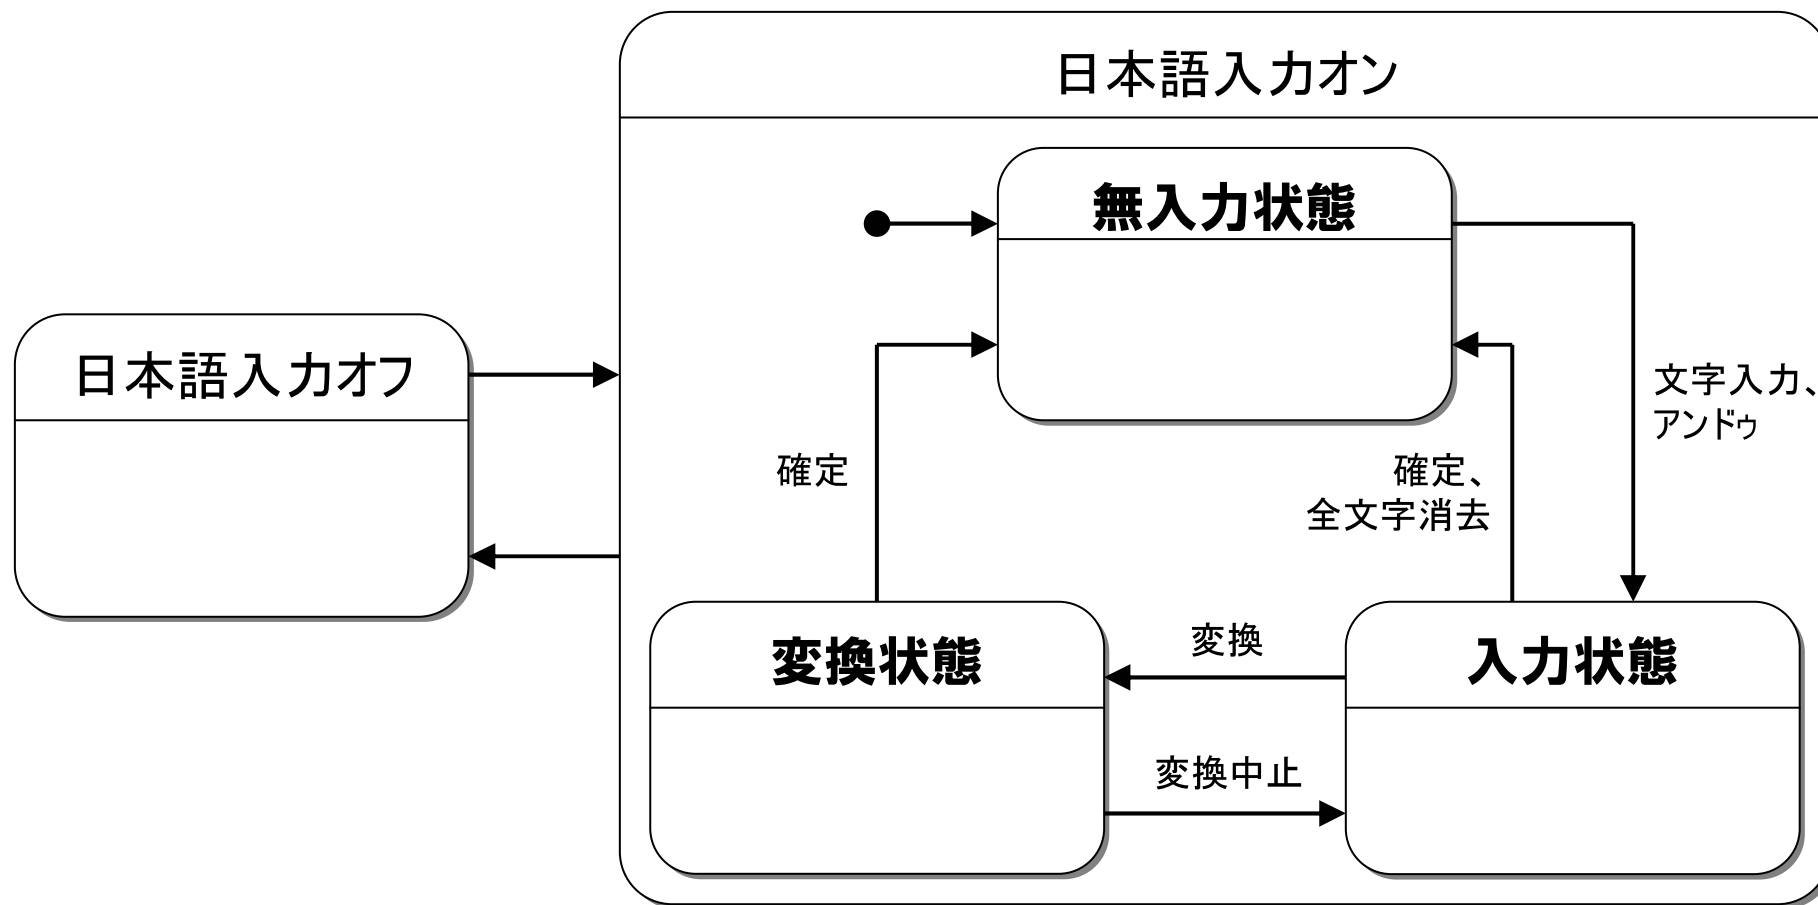 日本語入力オン
無入力状態
日本語入力オフ
文字入力、
アンドゥ
確定
確定、
全文字消去
変換状態
変換
入力状態
変換中止